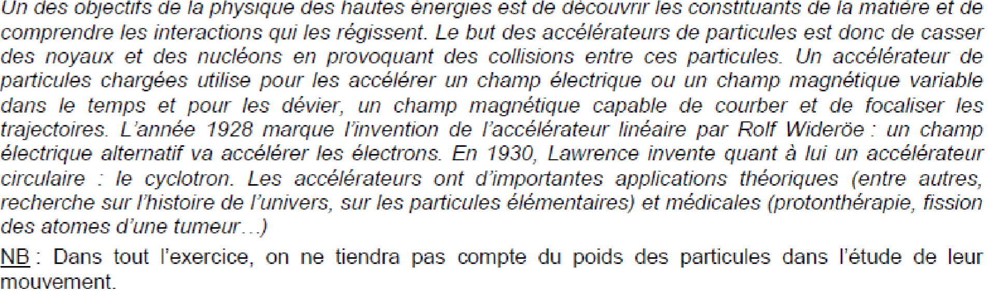 Un des objectifs de la physique des hautes énergies est de découvrir les constituants de la matière et de
comprendre les interactions qui les régissent. Le but des accélérateurs de particules est donc de casser
des noyaux et des nucléons en provoquant des collisions entre ces particules. Un accélérateur de
particules chargées utilise pour les accélérer un champ électrique ou un champ magnétique variable
dans le temps et pour les dévier, un champ magnétique capable de courber et de focaliser les
trajectoires. L’année 1928 marque l’invention de l’accélérateur linéaire par Rolf Wideröe : un champ
électrique alternatif va accélérer les électrons. En 1930, Lawrence invente quant à lui un accélérateur
circulaire : le cyclotron. Les accélérateurs ont d’importantes applications théoriques (entre autres,
recherche sur l’histoire de l’univers, sur les particules élémentaires) et médicales (protonthérapie, fission
des atomes d’une tumeur…)
NB : Dans tout l’exercice, on ne tiendra pas compte du poids des particules dans l’étude de leur
mouvement.